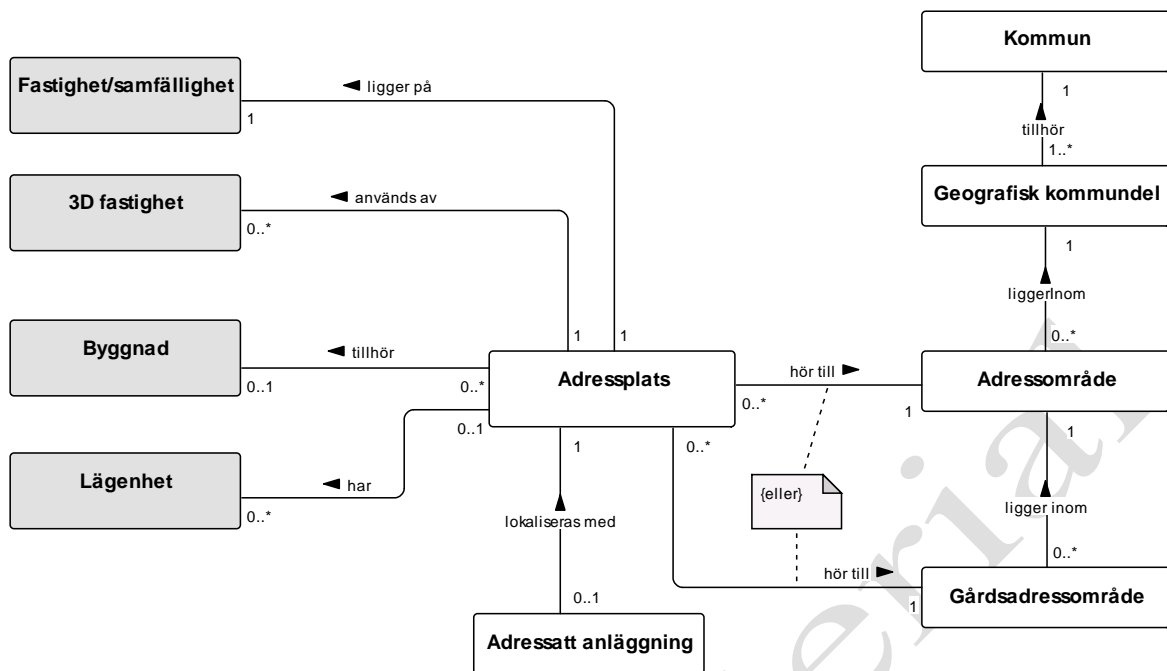 Kommun
Fastighet/samfällighet
◄ ligger på
1
1
tillhör
1..*
3D fastighet
◄ används av
0..*
Geografisk kommundel
1
liggerInom
0..*
Byggnad
◄ tillhör
0..1
0..*
1
1
Adressplats
hör till ►
0..*
1
Adressområde
0..1
1
0..*
1
Lägenhet
◄ har
0..*
{eller}
lokaliseras med
ligger inom
0..*
hör till ►
1
Gårdsadressområde
0..1
Adressatt anläggning
erial